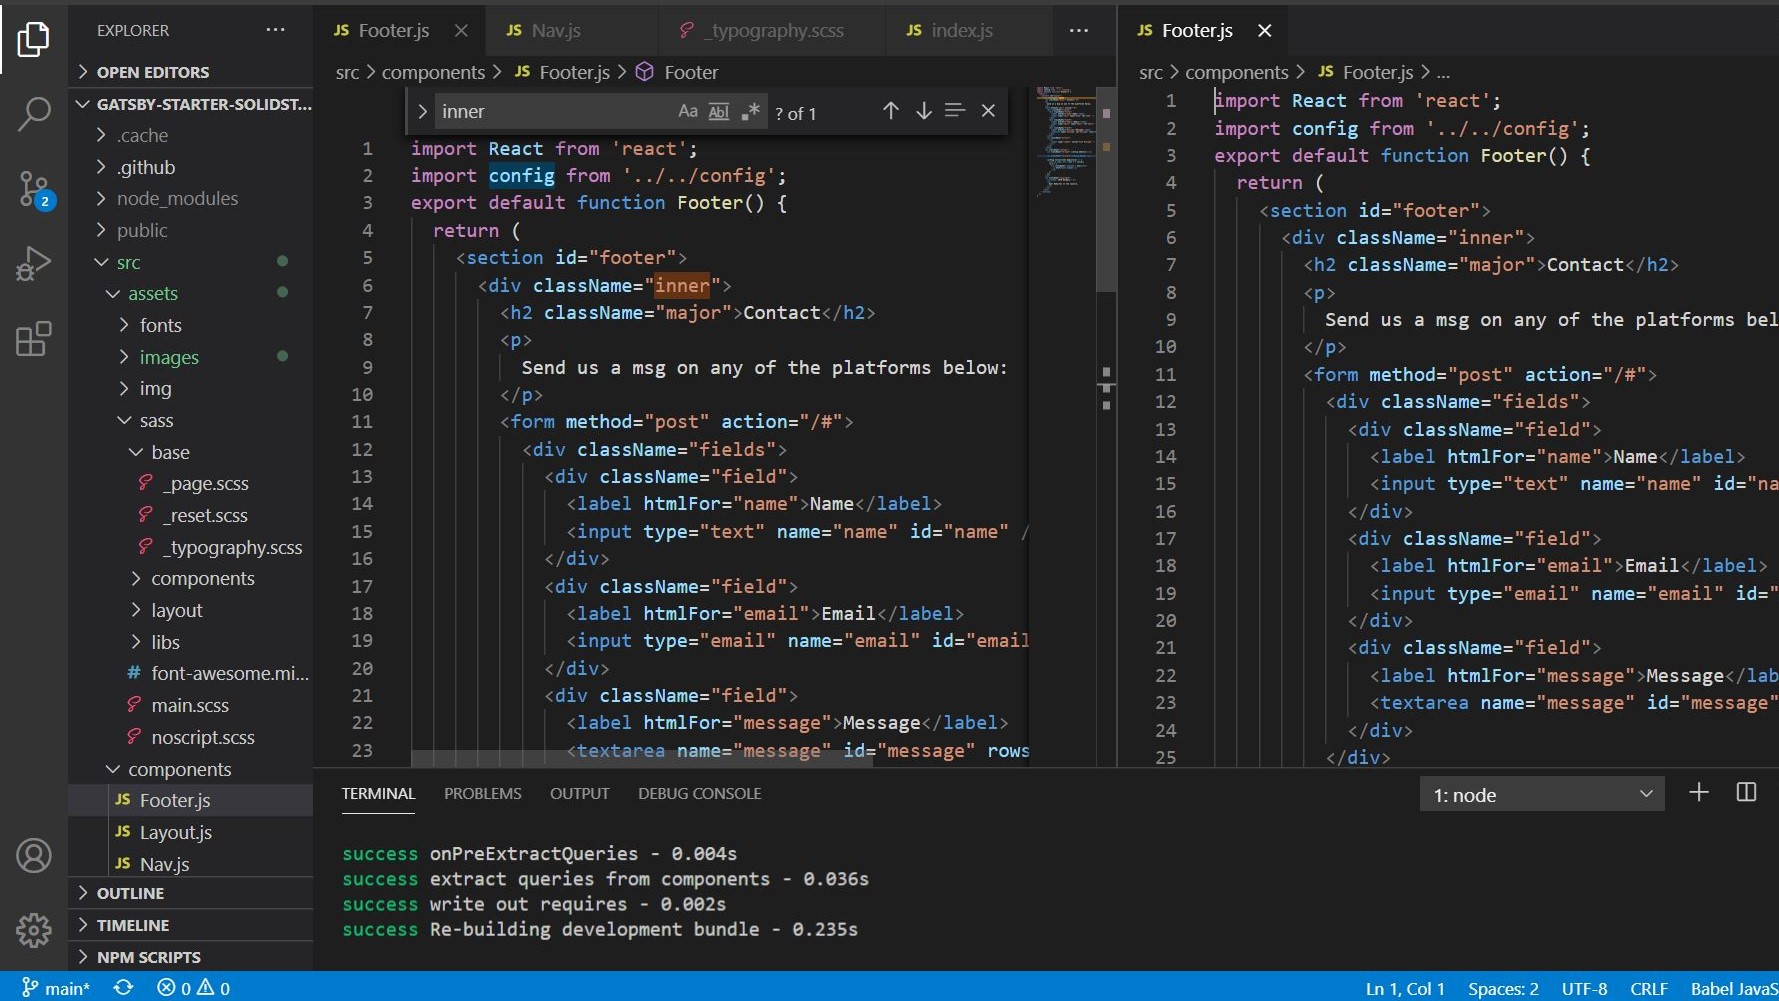 EXPLORER
OPEN EDITORS
GATSBY-STARTER-SOLIDST...
.cache
.github
node_modules
public
src
assets
fonts
images
img
sass
base
_page.scss
_reset.scss
_typography.scss
components
layout
libs
# font-awesome.mi...
main.scss
noscript.scss
components
JS Footer.js
JS Layout.js
JS Nav.js
OUTLINE
TIMELINE
NPM SCRIPTS
2
JS Footer.js
JS Nav.js
_typography.scss
JS index.js
src > components > JS Footer.js > Footer
inner
Aa Abl .* ? of 1
1 import React from 'react';
2 import config from '../../config';
3 export default function Footer() {
4 return (
5 <section id="footer">
6 <div className="inner">
7 <h2 className="major">Contact</h2>
8 <p>
9 Send us a msg on any of the platforms below:
10 </p>
11 <form method="post" action="/#">
12 <div className="fields">
13 <div className="field">
14 <label htmlFor="name">Name</label>
15 <input type="text" name="name" id="name" /
16 </div>
17 <div className="field">
18 <label htmlFor="email">Email</label>
19 <input type="email" name="email" id="email
20 </div>
21 <div className="field">
22 <label htmlFor="message">Message</label>
23 <textarea name="message" id="message" rows
JS Footer.js
src > components > JS Footer.js > ...
1 import React from 'react';
2 import config from '../../config';
3 export default function Footer() {
4 return (
5 <section id="footer">
6 <div className="inner">
7 <h2 className="major">Contact</h2>
8 <p>
9 Send us a msg on any of the platforms bel
10 </p>
11 <form method="post" action="/#">
12 <div className="fields">
13 <div className="field">
14 <label htmlFor="name">Name</label>
15 <input type="text" name="name" id="na
16 </div>
17 <div className="field">
18 <label htmlFor="email">Email</label>
19 <input type="email" name="email" id="
20 </div>
21 <div className="field">
22 <label htmlFor="message">Message</lab
23 <textarea name="message" id="message"
24 </div>
25 </div>
TERMINAL PROBLEMS OUTPUT DEBUG CONSOLE
1: node
success onPreExtractQueries - 0.004s
success extract queries from components - 0.036s
success write out requires - 0.002s
success Re-building development bundle - 0.235s
main* 0 0
Ln 1, Col 1 Spaces: 2 UTF-8 CRLF Babel JavaS